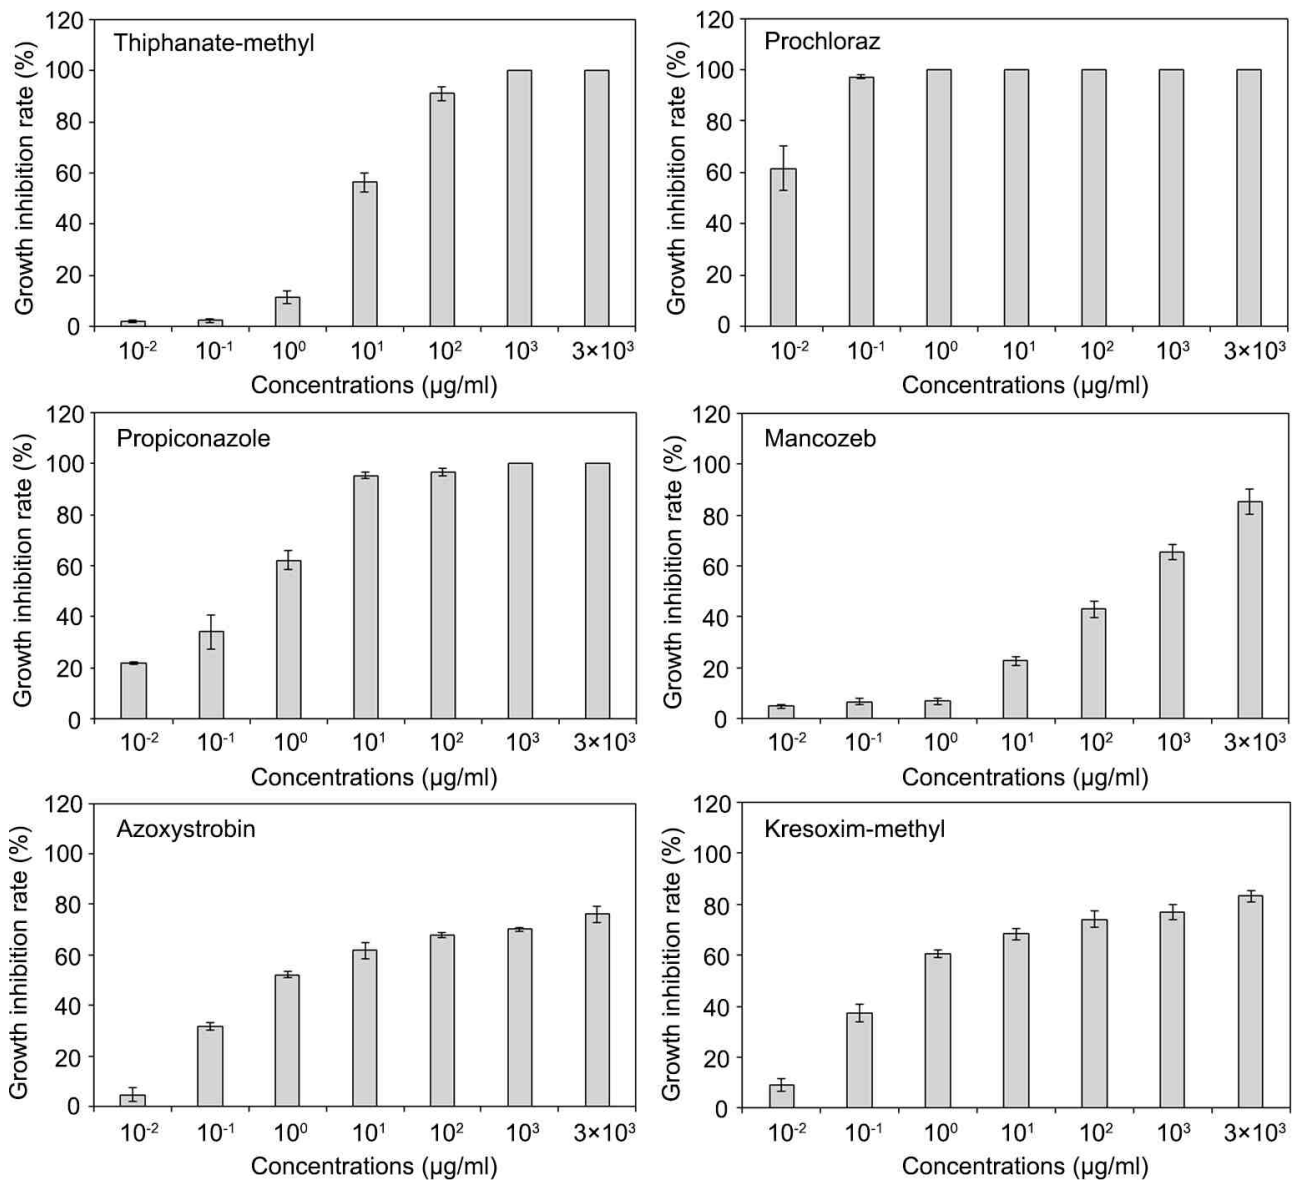 Thiphanate-methyl
Growth inhibition rate (%)
120
100
80
60
40
20
0
10⁻² 10⁻¹ 10⁰ 10¹ 10² 10³ 3×10³
Concentrations (µg/ml)
Prochloraz
Growth inhibition rate (%)
120
100
80
60
40
20
0
10⁻² 10⁻¹ 10⁰ 10¹ 10² 10³ 3×10³
Concentrations (µg/ml)
Propiconazole
Growth inhibition rate (%)
120
100
80
60
40
20
0
10⁻² 10⁻¹ 10⁰ 10¹ 10² 10³ 3×10³
Concentrations (µg/ml)
Mancozeb
Growth inhibition rate (%)
120
100
80
60
40
20
0
10⁻² 10⁻¹ 10⁰ 10¹ 10² 10³ 3×10³
Concentrations (µg/ml)
Azoxystrobin
Growth inhibition rate (%)
120
100
80
60
40
20
0
10⁻² 10⁻¹ 10⁰ 10¹ 10² 10³ 3×10³
Concentrations (µg/ml)
Kresoxim-methyl
Growth inhibition rate (%)
120
100
80
60
40
20
0
10⁻² 10⁻¹ 10⁰ 10¹ 10² 10³ 3×10³
Concentrations (µg/ml)